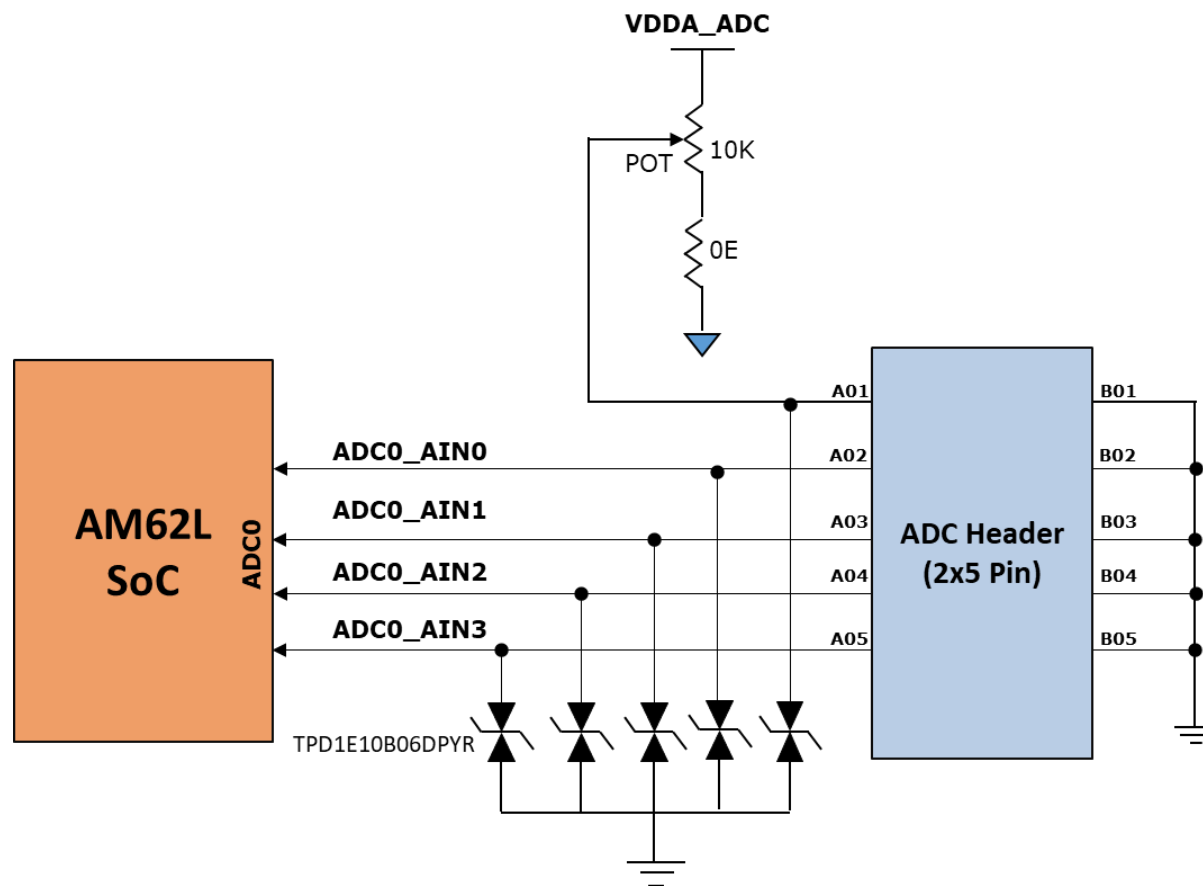 VDDA_ADC
10K
POT
0E
A01
B01
ADC0_AIN0
A02
B02
ADC0_AIN1
A03
B03
AM62L
SoC
ADC0
ADC Header
(2x5 Pin)
ADC0_AIN2
A04
B04
ADC0_AIN3
A05
B05
TPD1E10B06DPYR